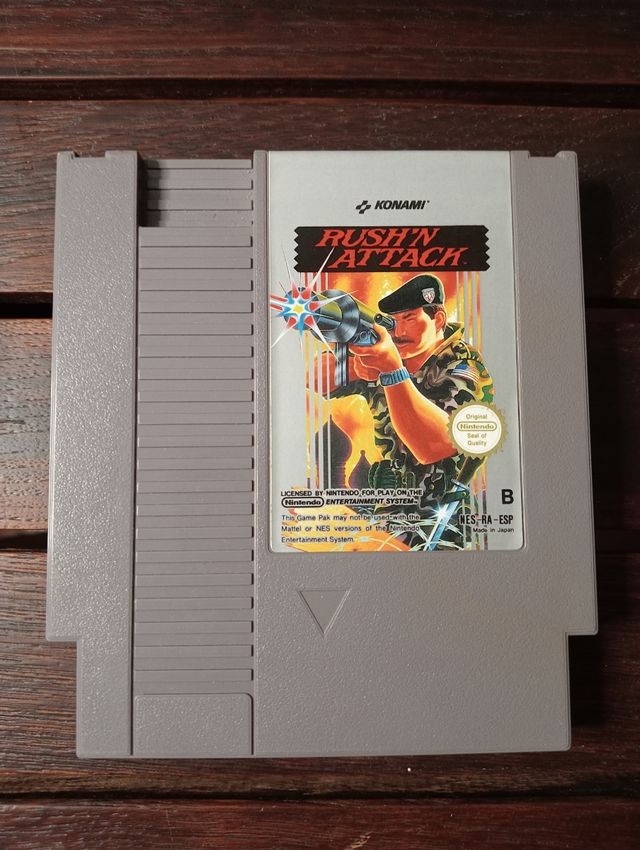 KONAMI®
RUSH'N
ATTACK™
Original
Nintendo
Seal of
Quality
LICENSED BY NINTENDO FOR PLAY ON THE
Nintendo ENTERTAINMENT SYSTEM™
This Game Pak may not be used with the
Mattel or NES versions of the Nintendo
Entertainment System.
B
NES-RA-ESP
Made in Japan